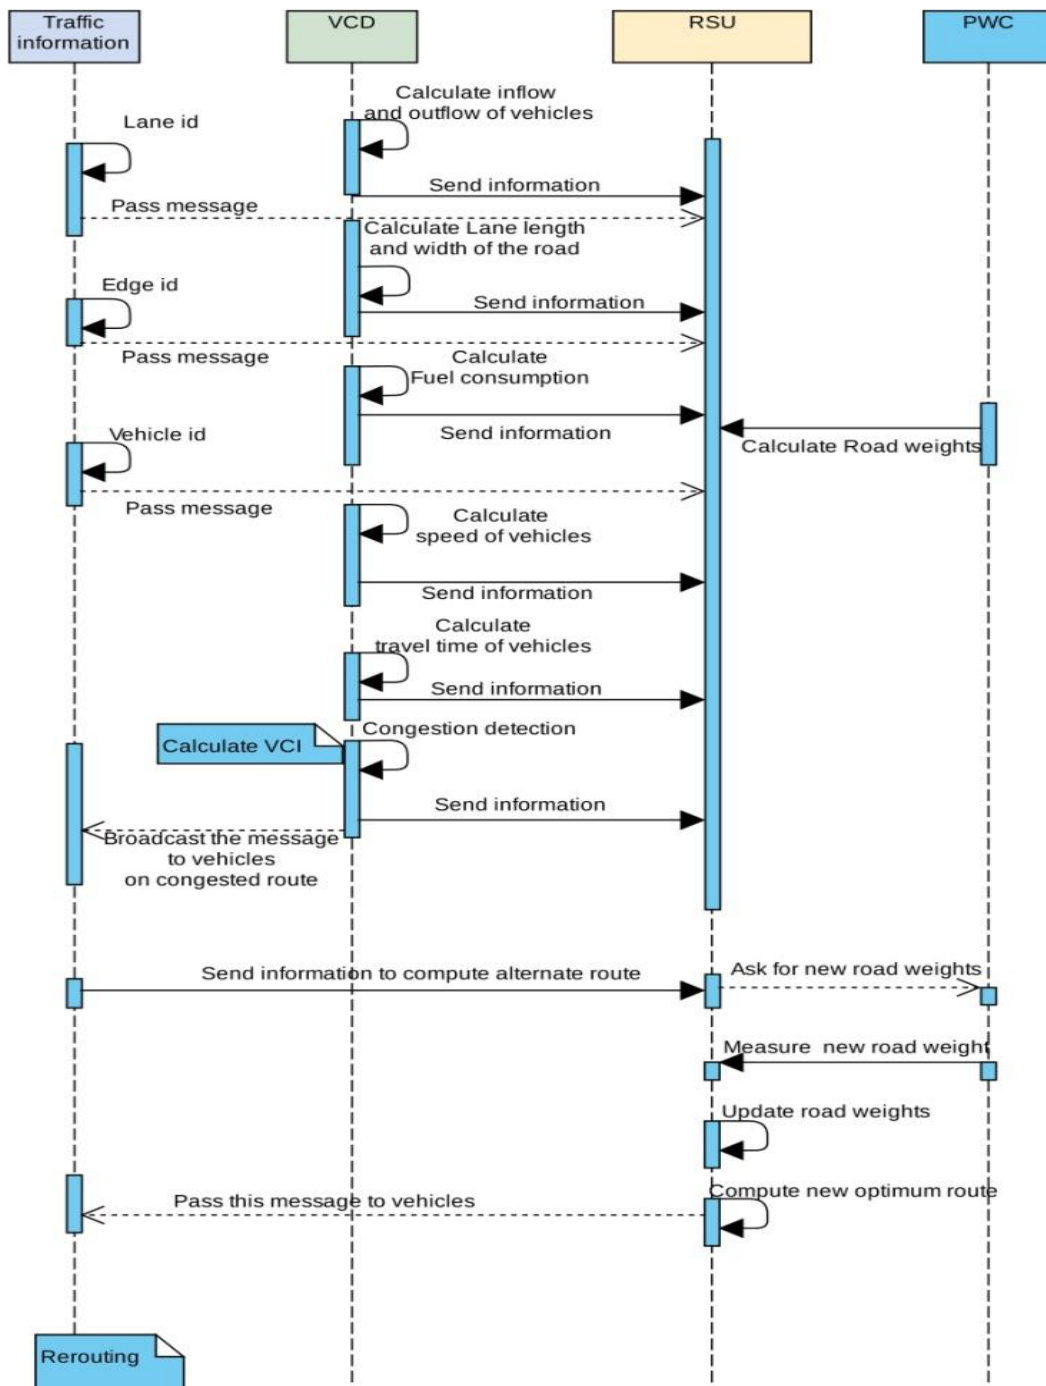 Traffic
information
VCD
RSU
PWC
Calculate inflow
and outflow of vehicles
Lane id
Send information
Pass message
Calculate Lane length
and width of the road
Edge id
Send information
Pass message
Calculate
Fuel consumption
Vehicle id
Send information
Calculate Road weights
Pass message
Calculate
speed of vehicles
Send information
Calculate
travel time of vehicles
Send information
Congestion detection
Calculate VCI
Send information
Broadcast the message
to vehicles
on congested route
Send information to compute alternate route
Ask for new road weights
Measure new road weight
Update road weights
Compute new optimum route
Pass this message to vehicles
Rerouting